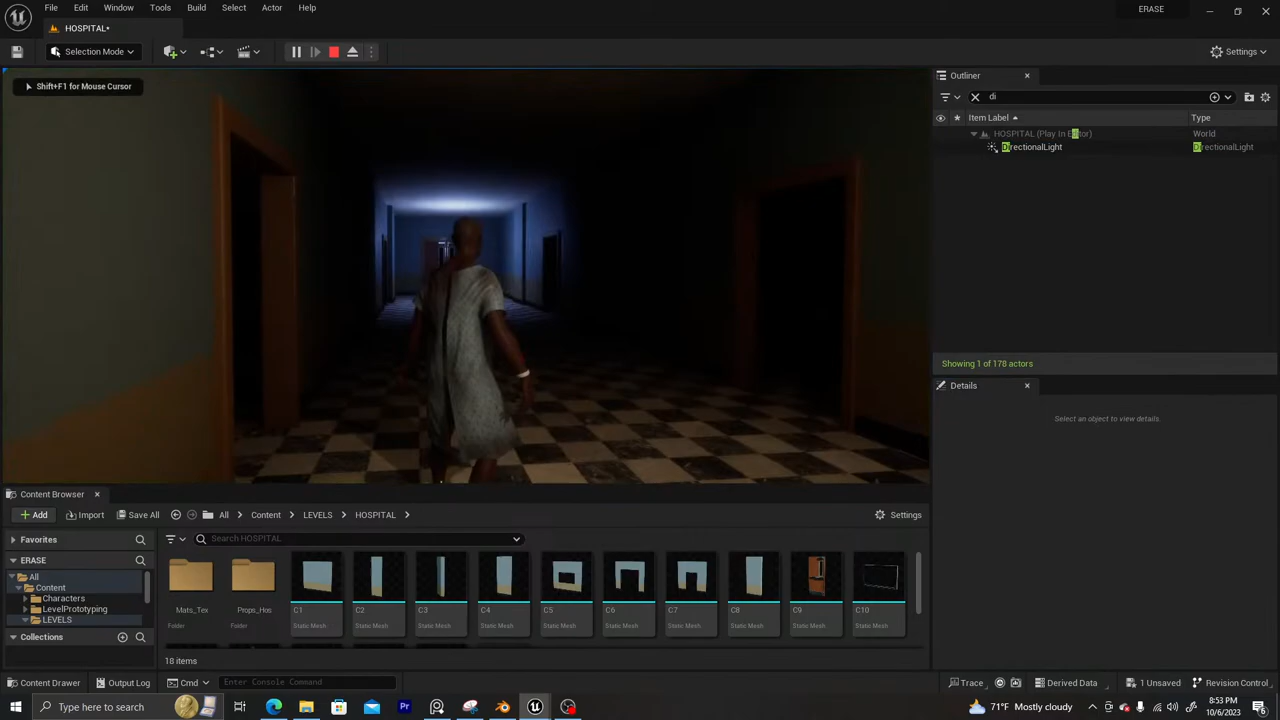 File Edit Window Tools Build Select Actor Help
ERASE
HOSPITAL*
Selection Mode
Settings
Shift+F1 for Mouse Cursor
Outliner
di
Item Label Type
HOSPITAL (Play In Editor) World
DirectionalLight DirectionalLight
Showing 1 of 178 actors
Details
Select an object to view details
Content Browser
Add Import Save All All Content LEVELS HOSPITAL Settings
Favorites
Search HOSPITAL
ERASE
All
Content
Characters
LevelPrototyping
LEVELS
Collections
Mats_Tex
Folder
Props_Hos
Folder
C1
Static Mesh
C2
Static Mesh
C3
Static Mesh
C4
Static Mesh
C5
Static Mesh
C6
Static Mesh
C7
Static Mesh
C8
Static Mesh
C9
Static Mesh
C10
Static Mesh
18 items
Content Drawer Output Log Cmd Enter Console Command Trace Derived Data 1 Unsaved Revision Control
Type here to search
Pr
71°F Mostly cloudy
8:53 PM
10/6/2023